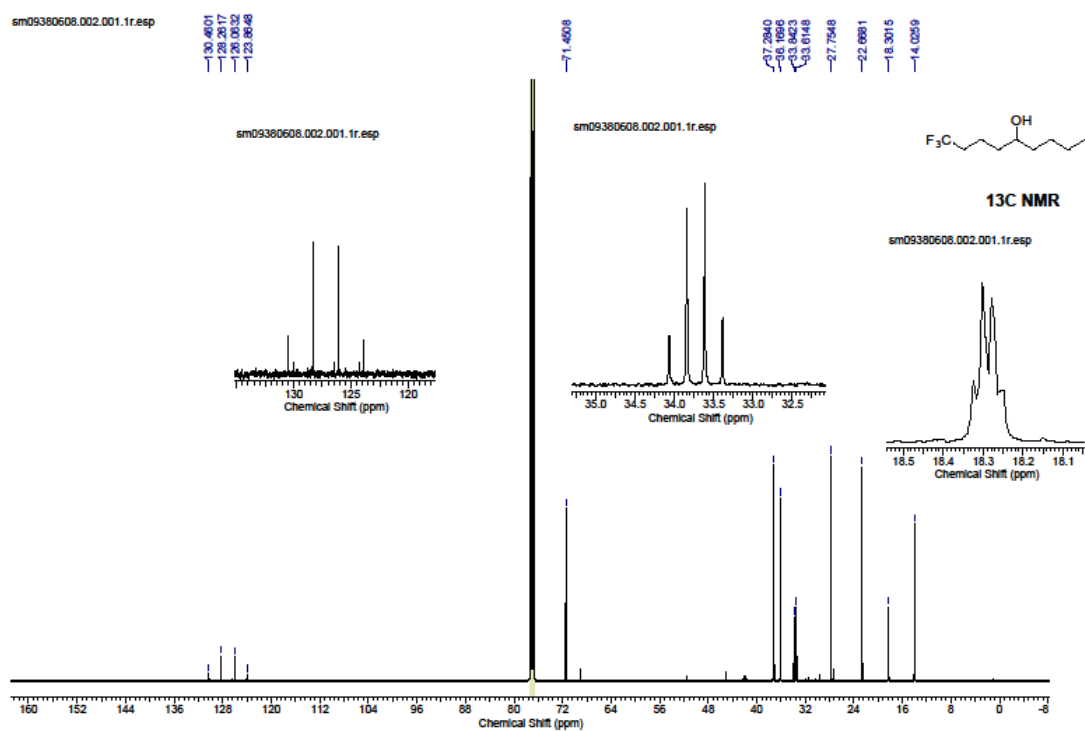 sm09380608.002.001.1r.esp
130.4601
128.2617
126.0632
123.8648
71.4508
37.2840
36.1696
33.8423
33.6148
27.7548
22.6681
18.3015
14.0259
sm09380608.002.001.1r.esp
130 125 120
Chemical Shift (ppm)
sm09380608.002.001.1r.esp
35.0 34.5 34.0 33.5 33.0 32.5
Chemical Shift (ppm)
OH
F3C
13C NMR
sm09380608.002.001.1r.esp
18.5 18.4 18.3 18.2 18.1
Chemical Shift (ppm)
160 152 144 136 128 120 112 104 96 88 80 72 64 56 48 40 32 24 16 8 0 -8
Chemical Shift (ppm)